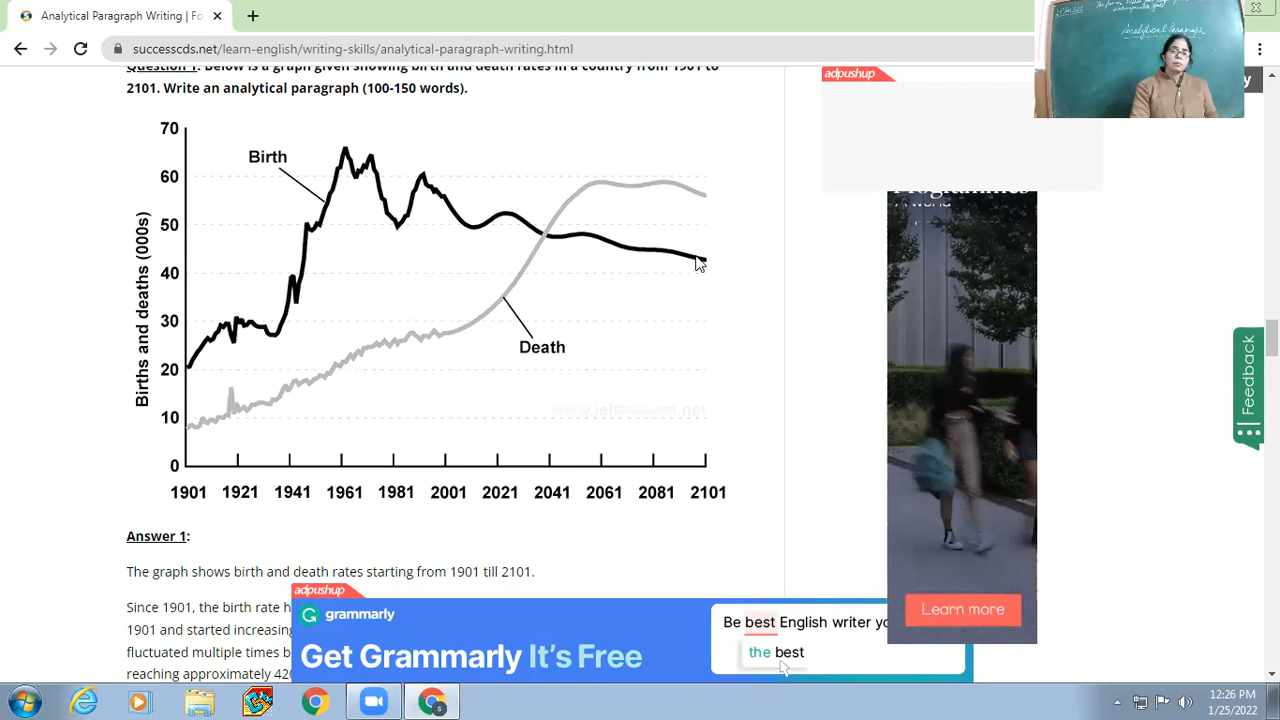 Analytical Paragraph Writing | Fo
successcds.net/learn-english/writing-skills/analytical-paragraph-writing.html
Analytical Paragraph
Question 1: Below is a graph given showing birth and death rates in a country from 1901 to
2101. Write an analytical paragraph (100-150 words).
adpushup
Programmes
A world
70
60
50
40
30
20
10
0
Births and deaths (000s)
Birth
Death
1901 1921 1941 1961 1981 2001 2021 2041 2061 2081 2101
Answer 1:
The graph shows birth and death rates starting from 1901 till 2101.
Since 1901, the birth rate h
1901 and started increasing
fluctuated multiple times b
reaching approximately 420
adpushup
grammarly
Get Grammarly It's Free
Be best English writer yo
the best
Learn more
Feedback
12:26 PM
1/25/2022